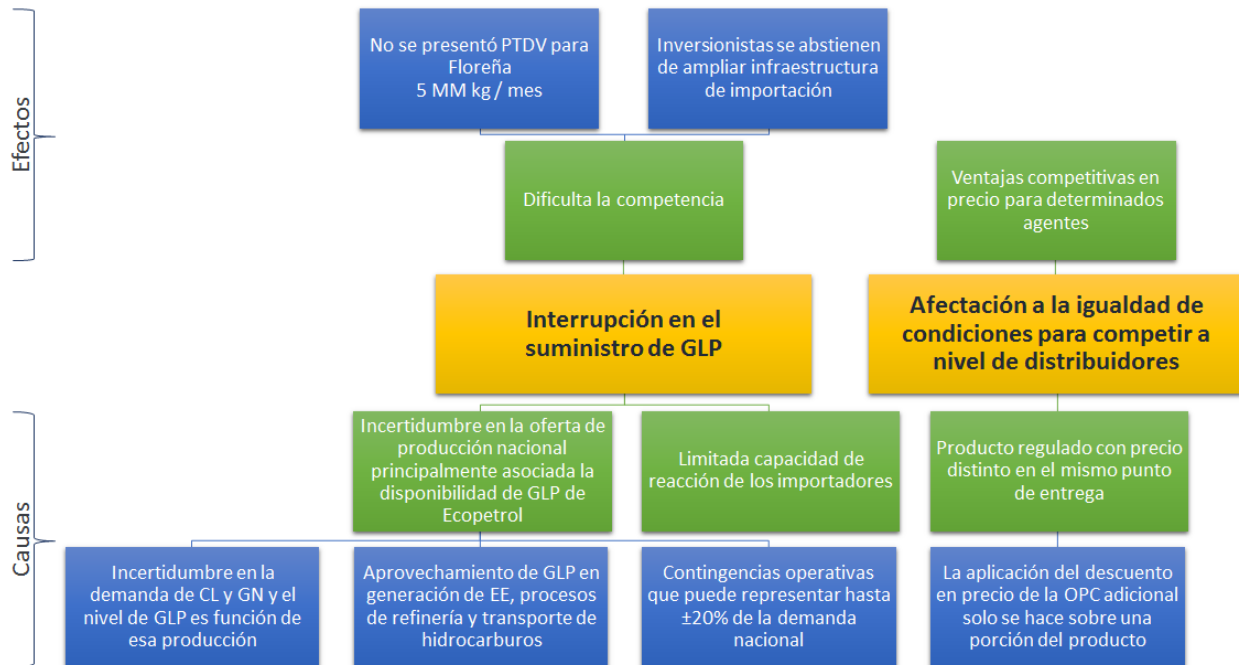 Efectos
No se presentó PTDV para
Floreña
5 MM kg / mes
Inversionistas se abstienen
de ampliar infraestructura
de importación
Dificulta la competencia
Ventajas competitivas en
precio para determinados
agentes
Interrupción en el
suministro de GLP
Afectación a la igualdad de
condiciones para competir a
nivel de distribuidores
Causas
Incertidumbre en la oferta de
producción nacional
principalmente asociada la
disponibilidad de GLP de
Ecopetrol
Limitada capacidad de
reacción de los importadores
Producto regulado con precio
distinto en el mismo punto
de entrega
Incertidumbre en la
demanda de CL y GN y el
nivel de GLP es función de
esa producción
Aprovechamiento de GLP en
generación de EE, procesos
de refinería y transporte de
hidrocarburos
Contingencias operativas
que puede representar hasta
±20% de la demanda
nacional
La aplicación del descuento
en precio de la OPC adicional
solo se hace sobre una
porción del producto